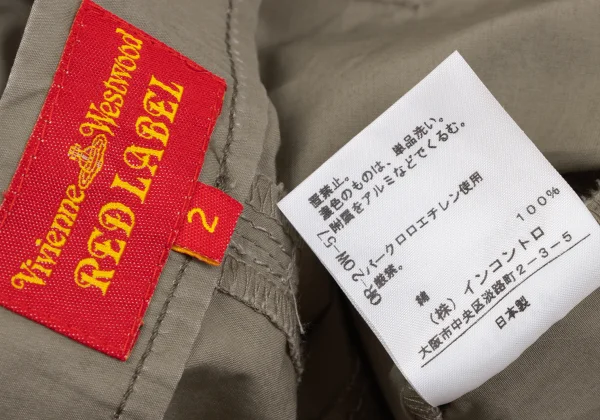 Vivienne Westwood
RED LABEL
2
濃色のものは、単品洗い。
附属をアルミなどでくるむ。
パークロロエチレン使用
綿 100%
(株)インコントロ
大阪市中央区淡路町2-3-5
日本製